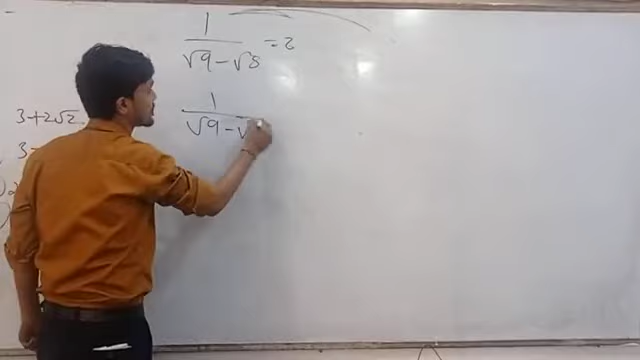 1
√9 - √8 = 2
1
√9 - √
3+2√2
3-